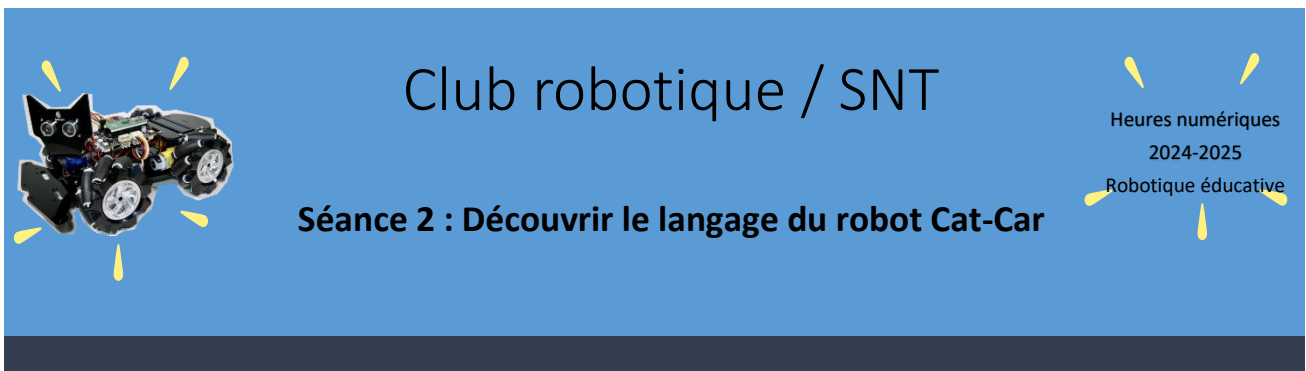 Club robotique / SNT
Heures numériques
2024-2025
Robotique éducative
Séance 2 : Découvrir le langage du robot Cat-Car